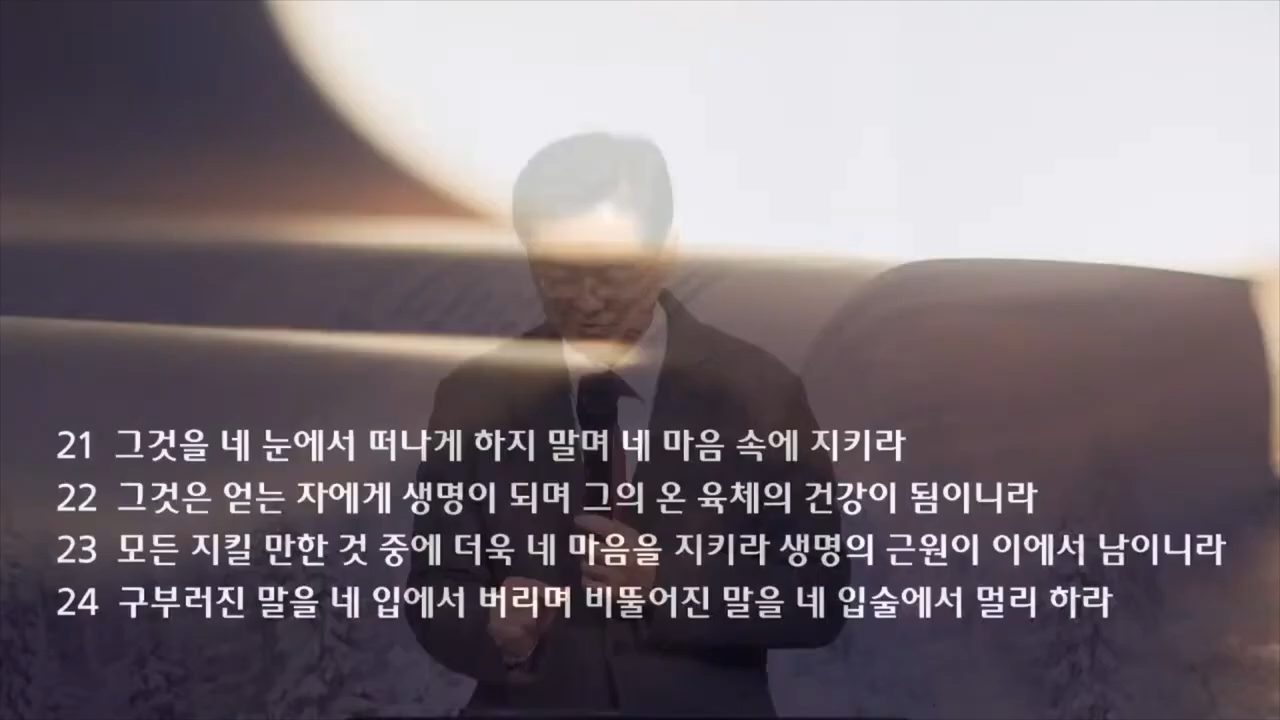 21 그것을 네 눈에서 떠나게 하지 말며 네 마음 속에 지키라
22 그것은 얻는 자에게 생명이 되며 그의 온 육체의 건강이 됨이니라
23 모든 지킬 만한 것 중에 더욱 네 마음을 지키라 생명의 근원이 이에서 남이니라
24 구부러진 말을 네 입에서 버리며 비뚤어진 말을 네 입술에서 멀리 하라